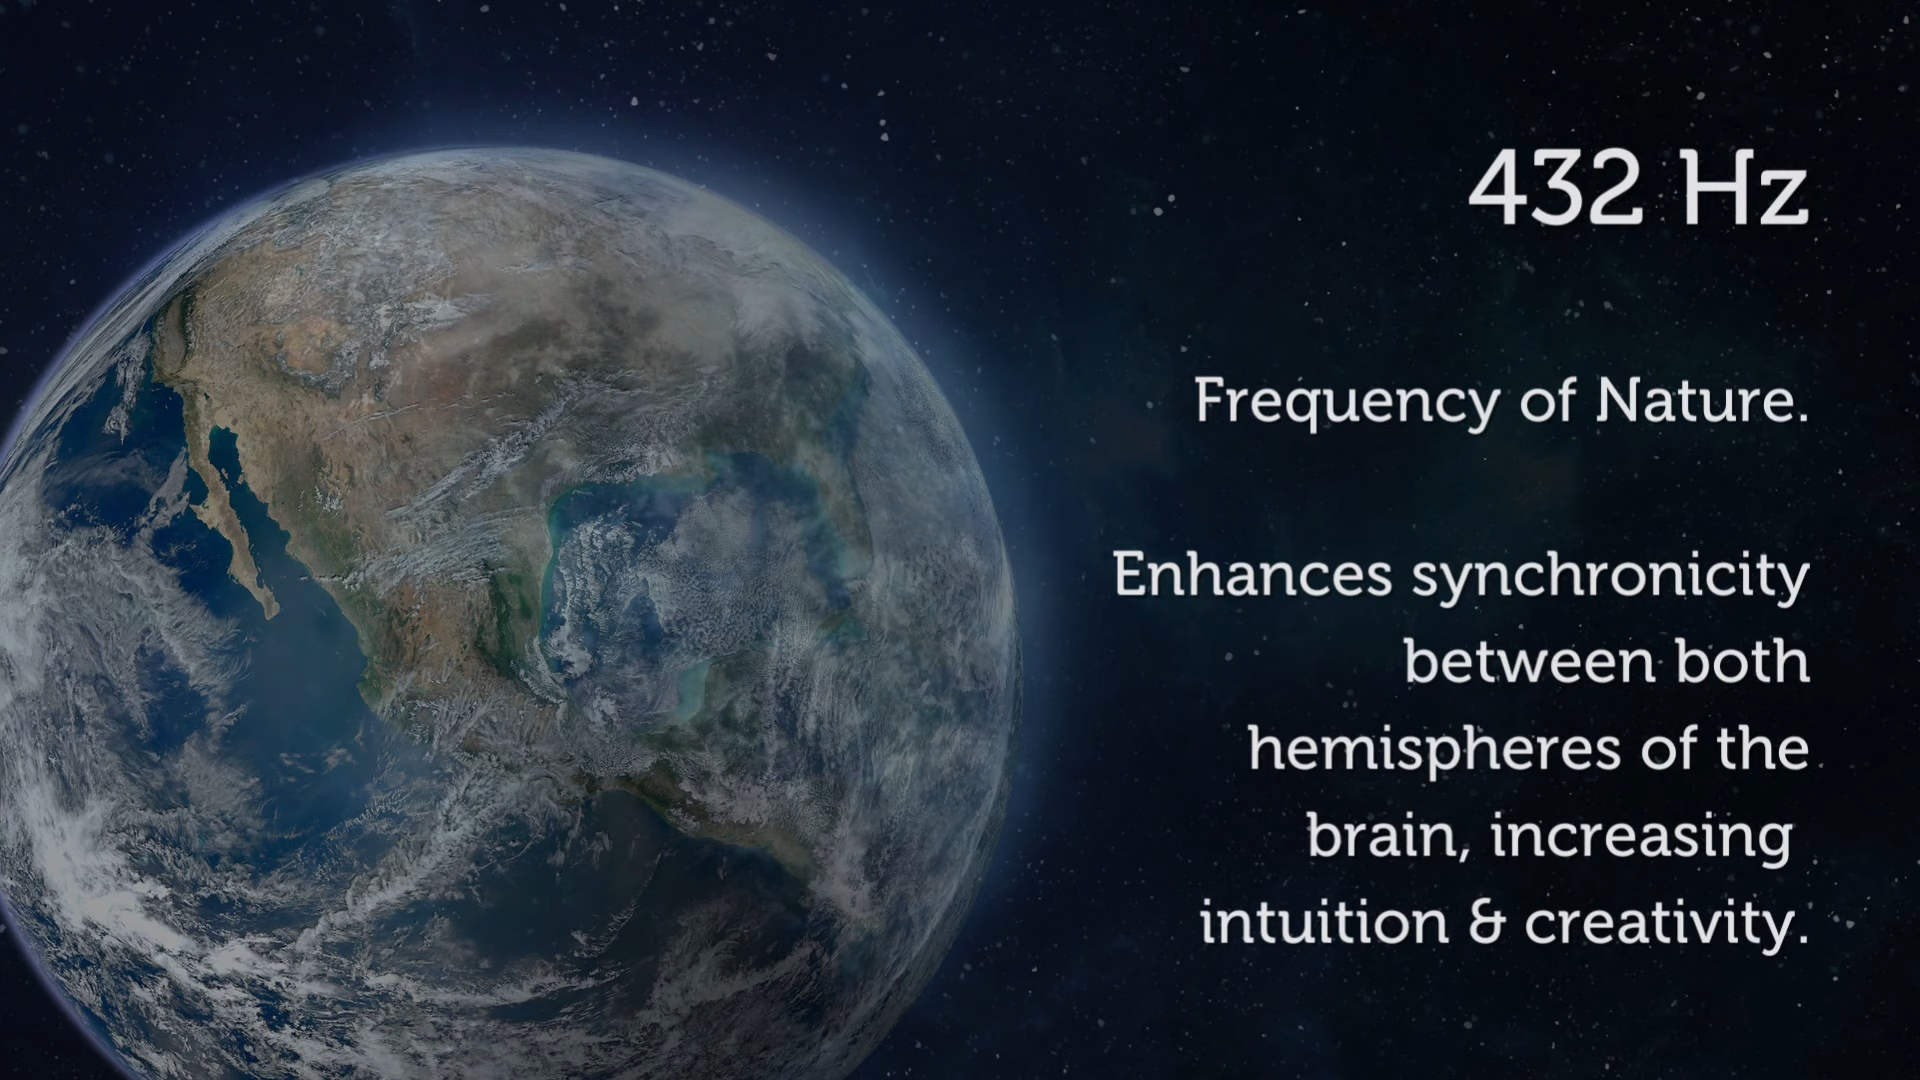 432 Hz
Frequency of Nature.
Enhances synchronicity
between both
hemispheres of the
brain, increasing
intuition & creativity.